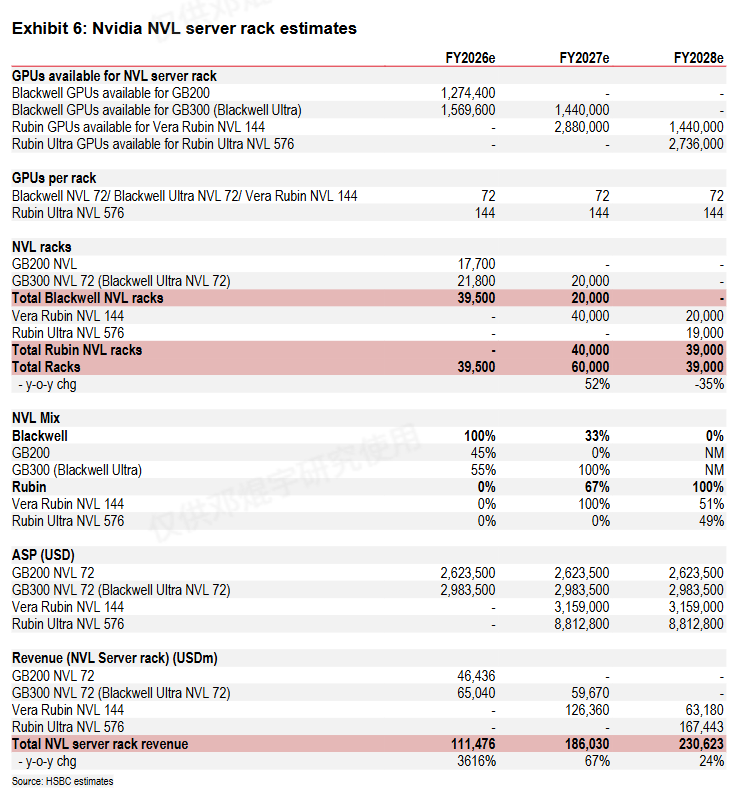 Exhibit 6: Nvidia NVL server rack estimates
FY2026e FY2027e FY2028e
GPUs available for NVL server rack
Blackwell GPUs available for GB200 1,274,400 - -
Blackwell GPUs available for GB300 (Blackwell Ultra) 1,569,600 1,440,000 -
Rubin GPUs available for Vera Rubin NVL 144 - 2,880,000 1,440,000
Rubin Ultra GPUs available for Rubin Ultra NVL 576 - - 2,736,000
GPUs per rack
Blackwell NVL 72/ Blackwell Ultra NVL 72/ Vera Rubin NVL 144 72 72 72
Rubin Ultra NVL 576 144 144 144
NVL racks
GB200 NVL 17,700 - -
GB300 NVL 72 (Blackwell Ultra NVL 72) 21,800 20,000 -
Total Blackwell NVL racks 39,500 20,000 -
Vera Rubin NVL 144 - 40,000 20,000
Rubin Ultra NVL 576 - - 19,000
Total Rubin NVL racks - 40,000 39,000
Total Racks 39,500 60,000 39,000
- y-o-y chg 52% -35%
NVL Mix
Blackwell 100% 33% 0%
GB200 45% 0% NM
GB300 (Blackwell Ultra) 55% 100% NM
Rubin 0% 67% 100%
Vera Rubin NVL 144 0% 100% 51%
Rubin Ultra NVL 576 0% 0% 49%
仅供邓焜宇研究使用
ASP (USD)
GB200 NVL 72 2,623,500 2,623,500 2,623,500
GB300 NVL 72 (Blackwell Ultra NVL 72) 2,983,500 2,983,500 2,983,500
Vera Rubin NVL 144 - 3,159,000 3,159,000
Rubin Ultra NVL 576 - 8,812,800 8,812,800
Revenue (NVL Server rack) (USDm)
GB200 NVL 72 46,436 - -
GB300 NVL 72 (Blackwell Ultra NVL 72) 65,040 59,670 -
Vera Rubin NVL 144 - 126,360 63,180
Rubin Ultra NVL 576 - - 167,443
Total NVL server rack revenue 111,476 186,030 230,623
- y-o-y chg 3616% 67% 24%
Source: HSBC estimates